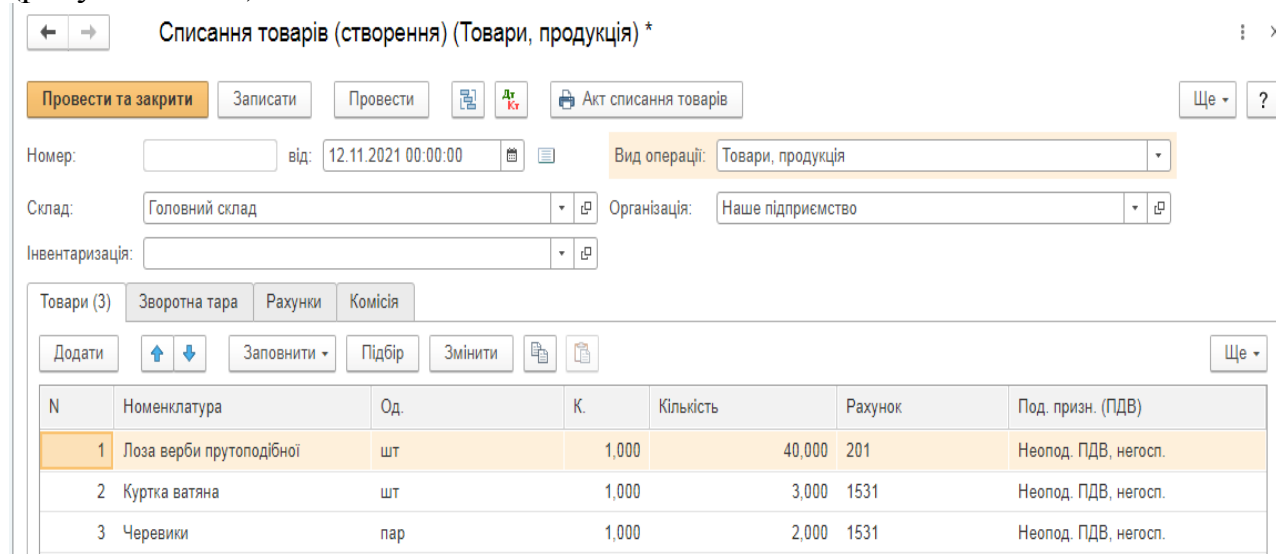 Списання товарів (створення) (Товари, продукція) *
Провести та закрити Записати Провести Дт Кт Акт списання товарів Ще ?
Номер: від: 12.11.2021 00:00:00 Вид операції: Товари, продукція
Склад: Головний склад Організація: Наше підприємство
Інвентаризація:
Товари (3) Зворотна тара Рахунки Комісія
Додати Заповнити Підбір Змінити Ще
N Номенклатура Од. К. Кількість Рахунок Под. призн. (ПДВ)
1 Лоза верби прутоподібної шт 1,000 40,000 201 Неопод. ПДВ, негосп.
2 Куртка ватяна шт 1,000 3,000 1531 Неопод. ПДВ, негосп.
3 Черевики пар 1,000 2,000 1531 Неопод. ПДВ, негосп.